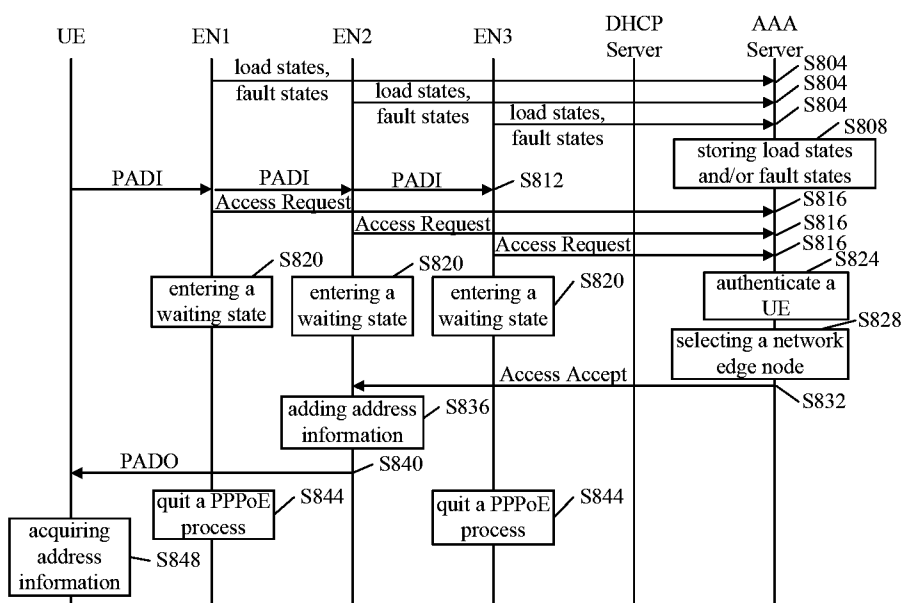 UE
EN1
EN2
EN3
DHCP
Server
AAA
Server
load states,
fault states
S804
load states,
fault states
S804
load states,
fault states
S804
S808
storing load states
and/or fault states
PADI
PADI
PADI
S812
Access Request
S816
Access Request
S816
Access Request
S816
S820
entering a
waiting state
S820
entering a
waiting state
S820
entering a
waiting state
S824
authenticate a
UE
S828
selecting a network
edge node
Access Accept
S832
adding address
information
S836
PADO
S840
quit a PPPoE
process
S844
quit a PPPoE
process
S844
acquiring
address
information
S848